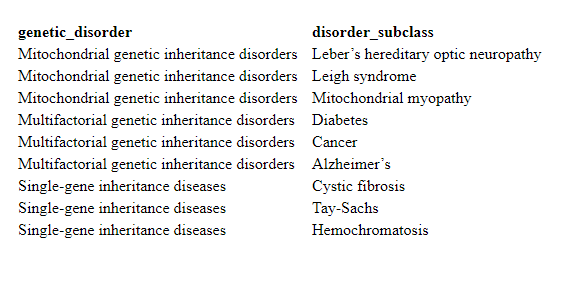 genetic_disorder disorder_subclass
Mitochondrial genetic inheritance disorders Leber’s hereditary optic neuropathy
Mitochondrial genetic inheritance disorders Leigh syndrome
Mitochondrial genetic inheritance disorders Mitochondrial myopathy
Multifactorial genetic inheritance disorders Diabetes
Multifactorial genetic inheritance disorders Cancer
Multifactorial genetic inheritance disorders Alzheimer’s
Single-gene inheritance diseases Cystic fibrosis
Single-gene inheritance diseases Tay-Sachs
Single-gene inheritance diseases Hemochromatosis